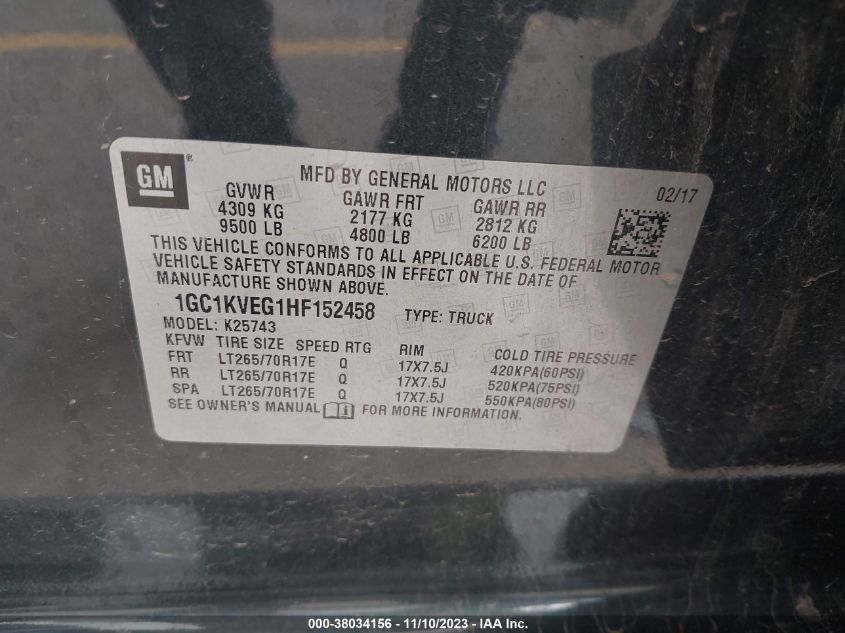 GM
MFD BY GENERAL MOTORS LLC
02/17
GVWR GAWR FRT GAWR RR
4309 KG 2177 KG 2812 KG
9500 LB 4800 LB 6200 LB
THIS VEHICLE CONFORMS TO ALL APPLICABLE U.S. FEDERAL MOTOR
VEHICLE SAFETY STANDARDS IN EFFECT ON THE DATE OF
MANUFACTURE SHOWN ABOVE.
1GC1KVEG1HF152458 TYPE: TRUCK
MODEL: K25743
KFVW TIRE SIZE SPEED RTG RIM COLD TIRE PRESSURE
FRT LT265/70R17E Q 17X7.5J 420KPA(60PSI)
RR LT265/70R17E Q 17X7.5J 520KPA(75PSI)
SPA LT265/70R17E Q 17X7.5J 550KPA(80PSI)
SEE OWNER'S MANUAL FOR MORE INFORMATION.
000-38034156 - 11/10/2023 - © IAA Inc.